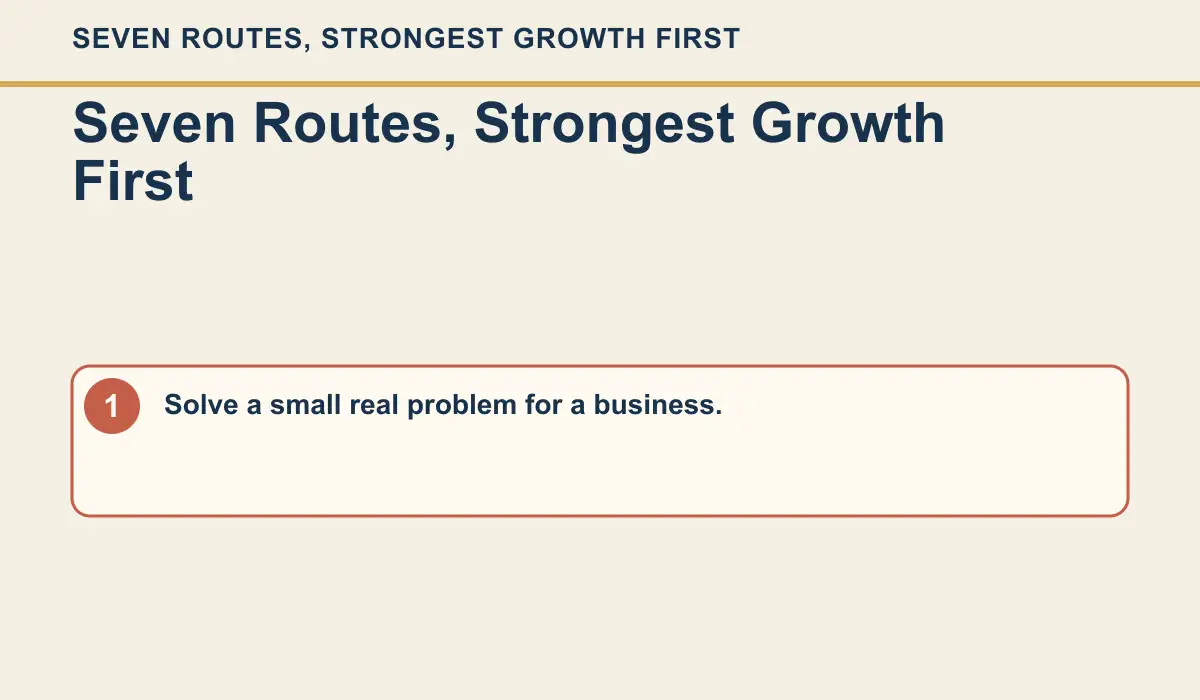 SEVEN ROUTES, STRONGEST GROWTH FIRST
Seven Routes, Strongest Growth
First
1 Solve a small real problem for a business.